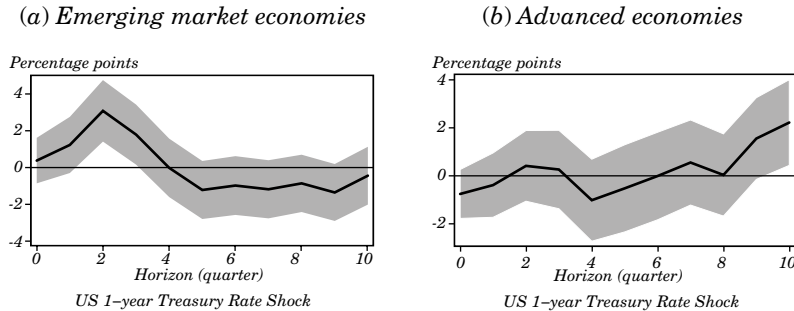 (a) Emerging market economies
Percentage points
4
2
0
-2
-4
0 2 4 6 8 10
Horizon (quarter)
US 1–year Treasury Rate Shock
(b) Advanced economies
Percentage points
4
2
0
-2
0 2 4 6 8 10
Horizon (quarter)
US 1–year Treasury Rate Shock